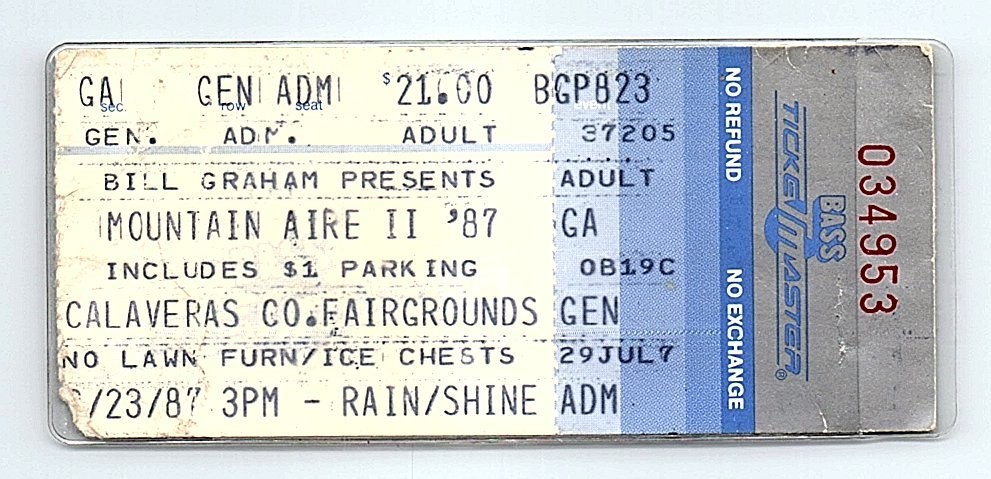 GA GEN ADM $21.00 BGP823
sec. row seat EVENT
GEN. ADM. ADULT 37205
BILL GRAHAM PRESENTS ADULT
MOUNTAIN AIRE II '87 GA
INCLUDES $1 PARKING 0B19C
CALAVERAS CO.FAIRGROUNDS GEN
NO LAWN FURN/ICE CHESTS 29JUL7
/23/87 3PM - RAIN/SHINE ADM
NO REFUND NO EXCHANGE
BASS
TICKETMASTER®
034953